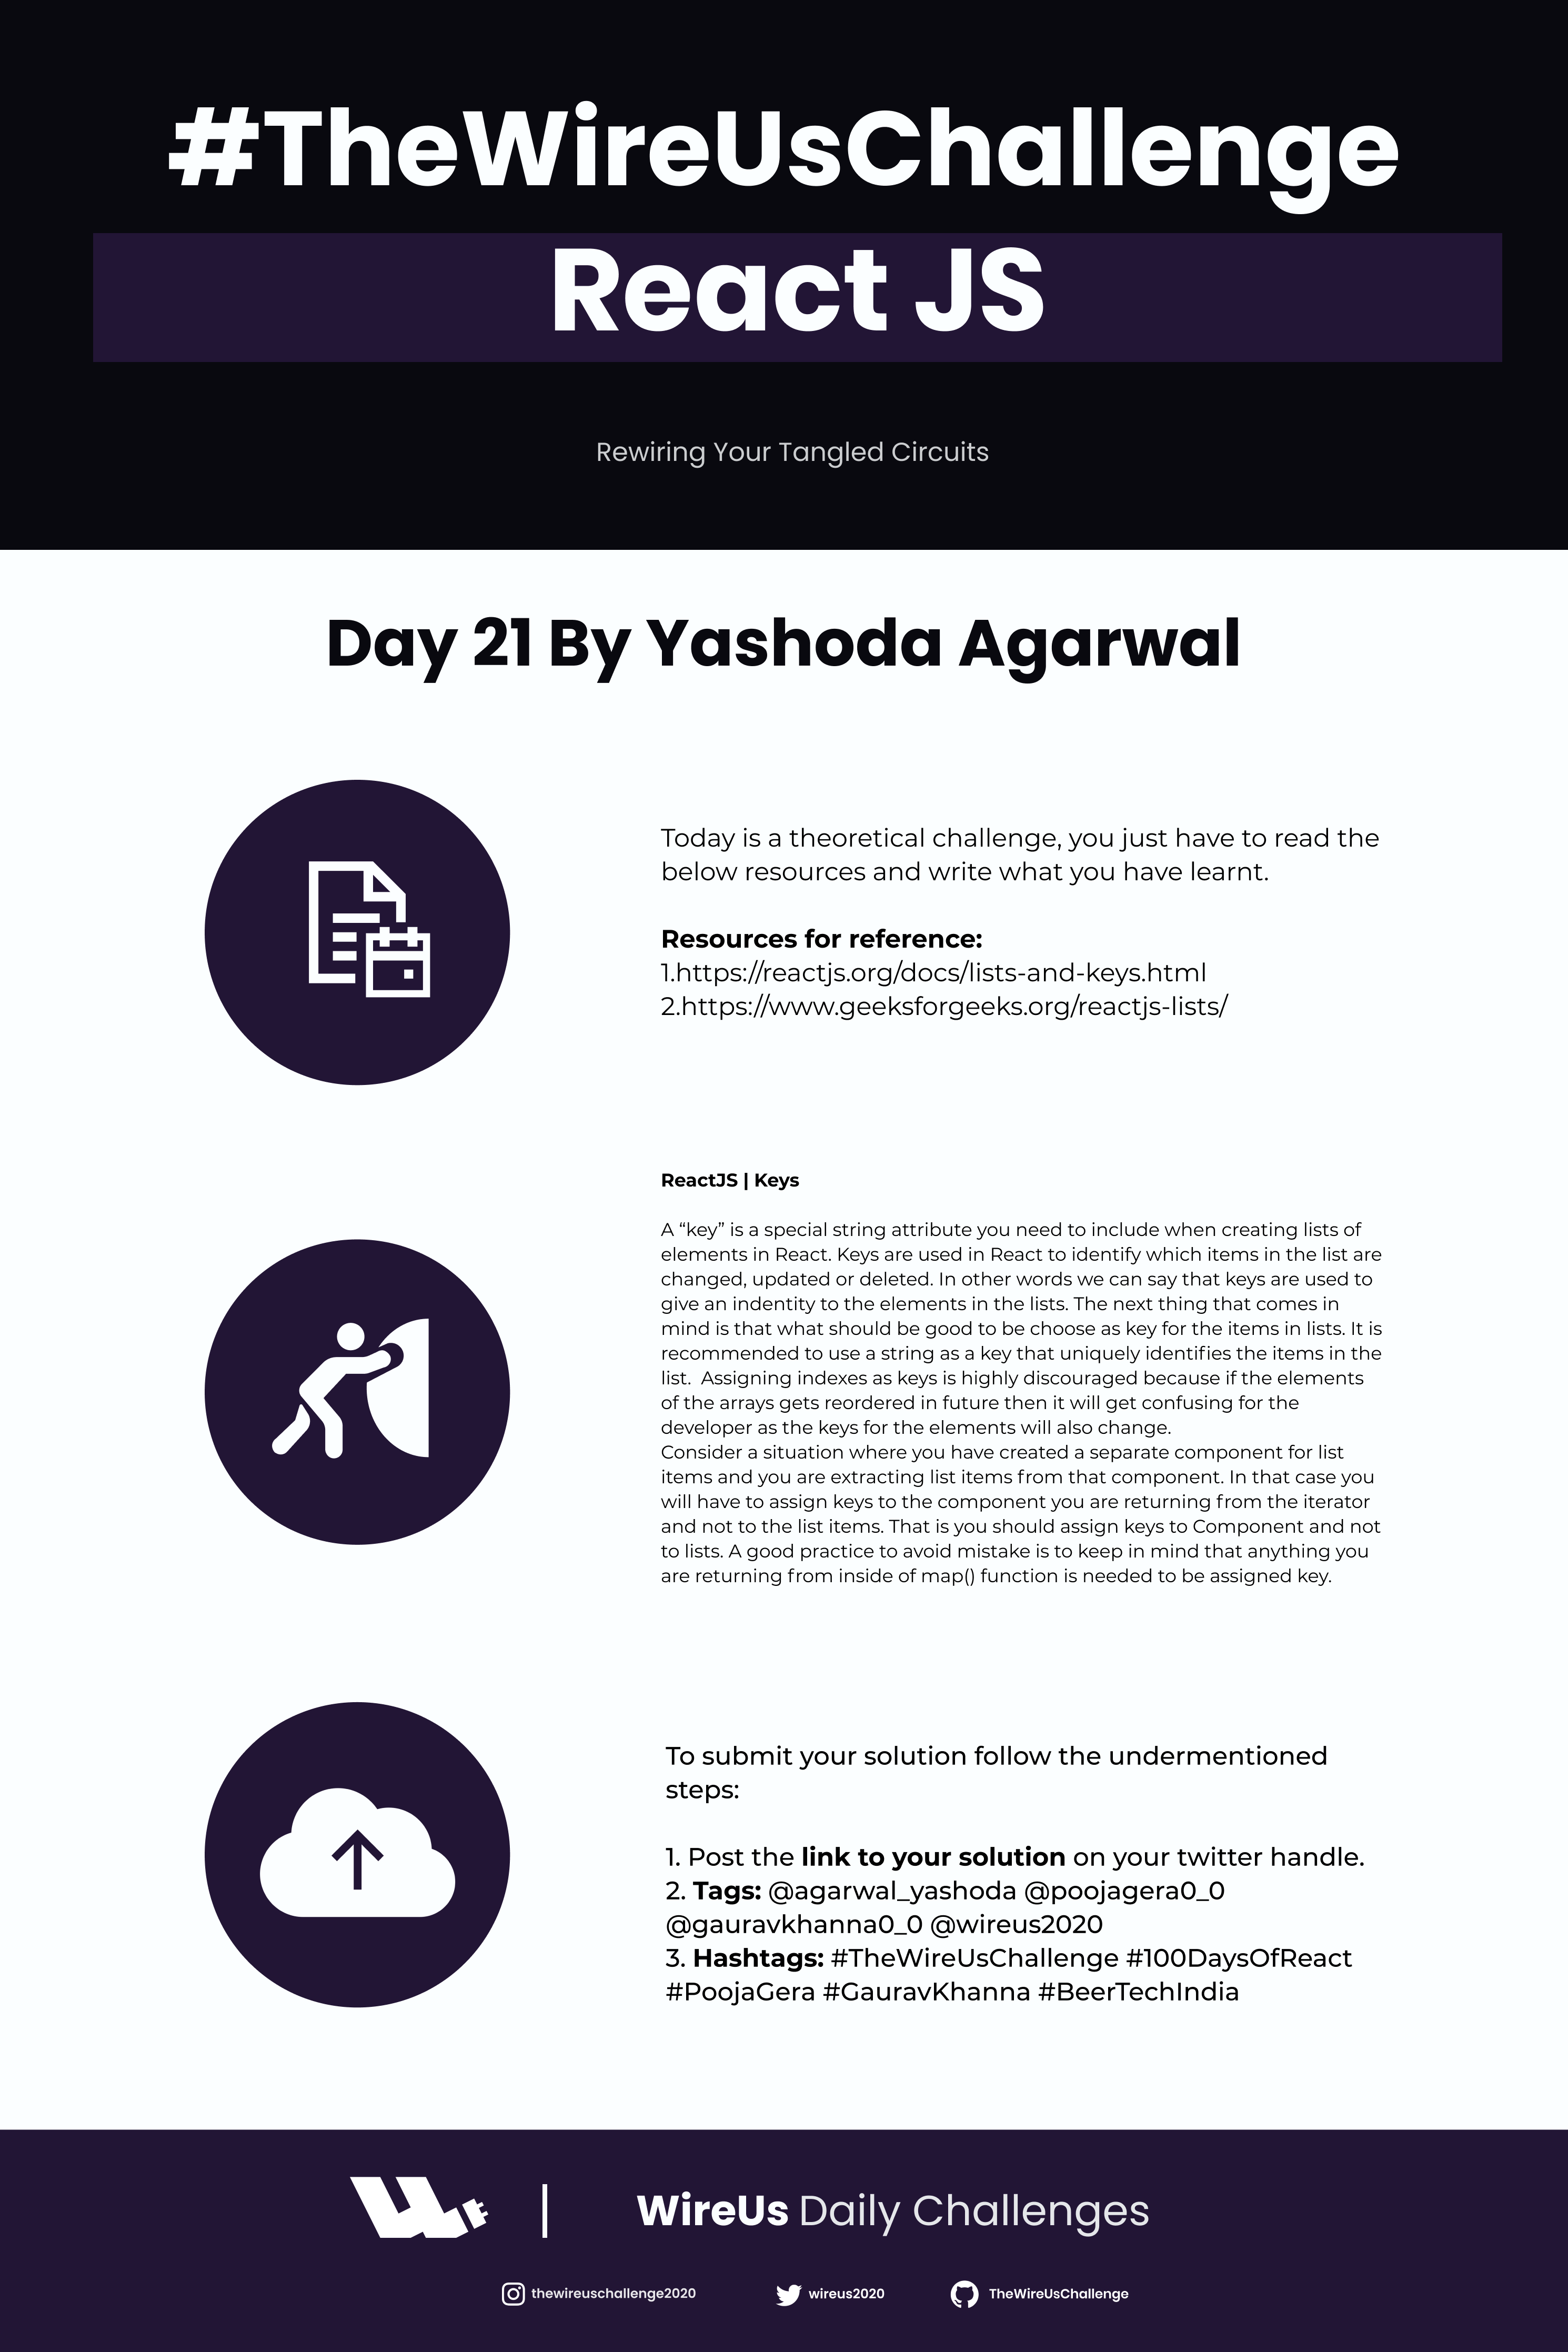 #TheWireUsChallenge
React JS
Rewiring Your Tangled Circuits
Day 21 By Yashoda Agarwal
Today is a theoretical challenge, you just have to read the
below resources and write what you have learnt.
Resources for reference:
1.https://reactjs.org/docs/lists-and-keys.html
2.https://www.geeksforgeeks.org/reactjs-lists/
ReactJS | Keys
A “key” is a special string attribute you need to include when creating lists of
elements in React. Keys are used in React to identify which items in the list are
changed, updated or deleted. In other words we can say that keys are used to
give an indentity to the elements in the lists. The next thing that comes in
mind is that what should be good to be choose as key for the items in lists. It is
recommended to use a string as a key that uniquely identifies the items in the
list.  Assigning indexes as keys is highly discouraged because if the elements
of the arrays gets reordered in future then it will get confusing for the
developer as the keys for the elements will also change.
Consider a situation where you have created a separate component for list
items and you are extracting list items from that component. In that case you
will have to assign keys to the component you are returning from the iterator
and not to the list items. That is you should assign keys to Component and not
to lists. A good practice to avoid mistake is to keep in mind that anything you
are returning from inside of map() function is needed to be assigned key.
To submit your solution follow the undermentioned
steps:
1. Post the link to your solution on your twitter handle.
2. Tags: @agarwal_yashoda @poojagera0_0
@gauravkhanna0_0 @wireus2020
3. Hashtags: #TheWireUsChallenge #100DaysOfReact
#PoojaGera #GauravKhanna #BeerTechIndia
WireUs Daily Challenges
thewireuschallenge2020
wireus2020
TheWireUsChallenge